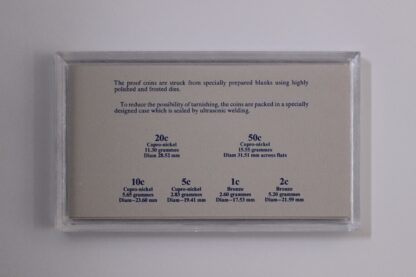 The proof coins are struck from specially prepared blanks using highly
polished and frosted dies.
To reduce the possibility of tarnishing, the coins are packed in a specially
designed case which is sealed by ultrasonic welding.
20c 50c
Cupro-nickel Cupro-nickel
11.30 grammes 15.55 grammes
Diam 28.52 mm Diam 31.51 mm across flats
10c 5c 1c 2c
Cupro-nickel Cupro-nickel Bronze Bronze
5.65 grammes 2.83 grammes 2.60 grammes 5.20 grammes
Diam—23.60 mm Diam—19.41 mm Diam—17.53 mm Diam—21.59 mm